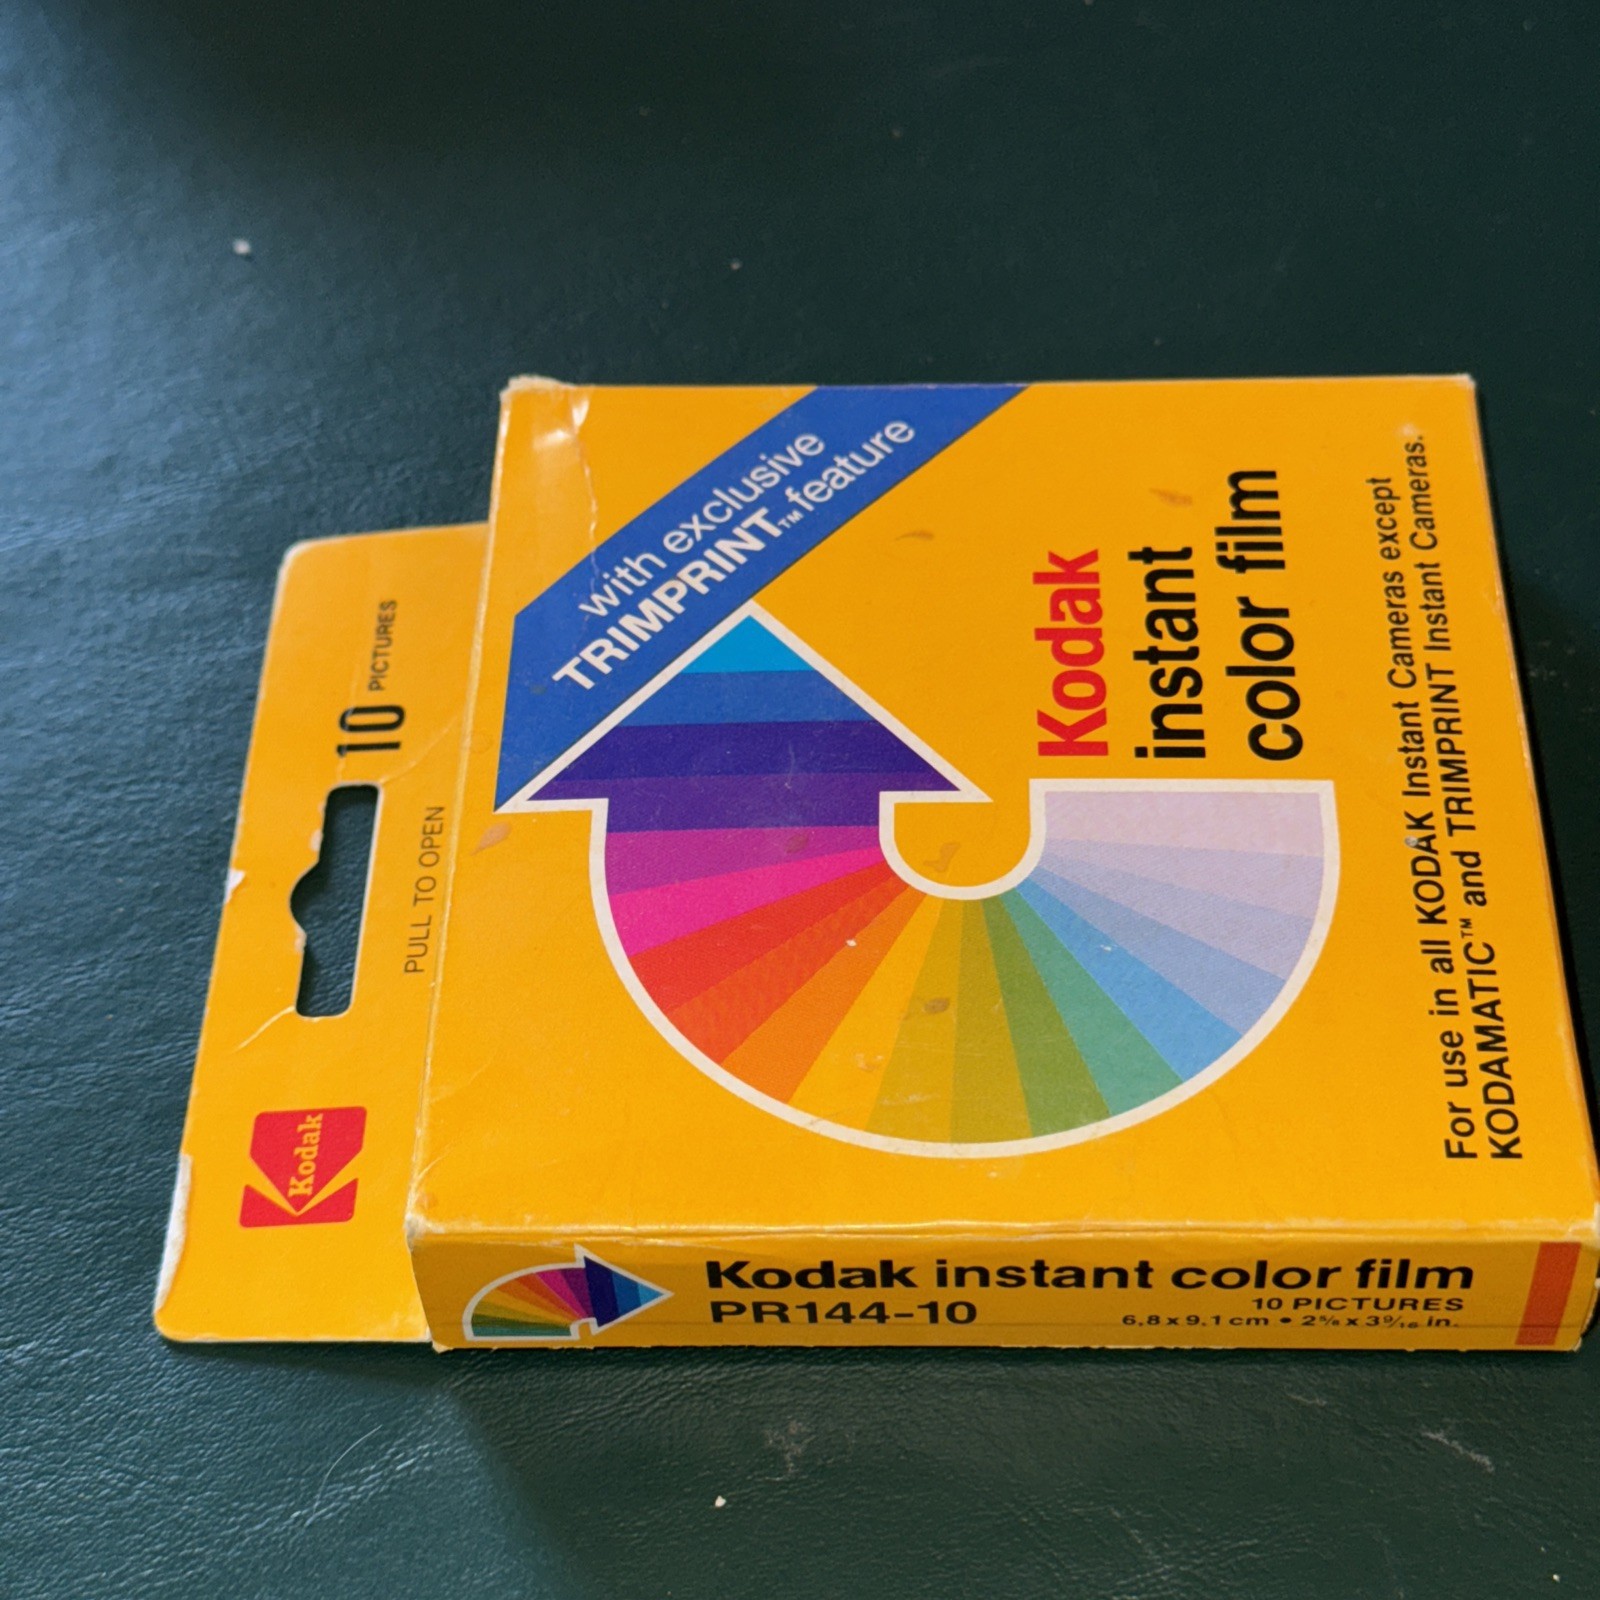 with exclusive
TRIMPRINT™ feature
Kodak
instant
color film
For use in all KODAK Instant Cameras except
KODAMATIC™ and TRIMPRINT Instant Cameras.
10 PICTURES
PULL TO OPEN
Kodak
Kodak instant color film
PR144-10
10 PICTURES
6,8 x 9,1 cm • 2⅝ x 3 9/16 in.